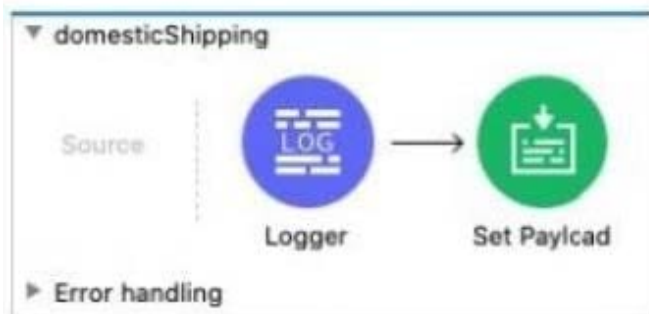 domesticShipping
Source
LOG
Logger
Set Paylcad
Error handling